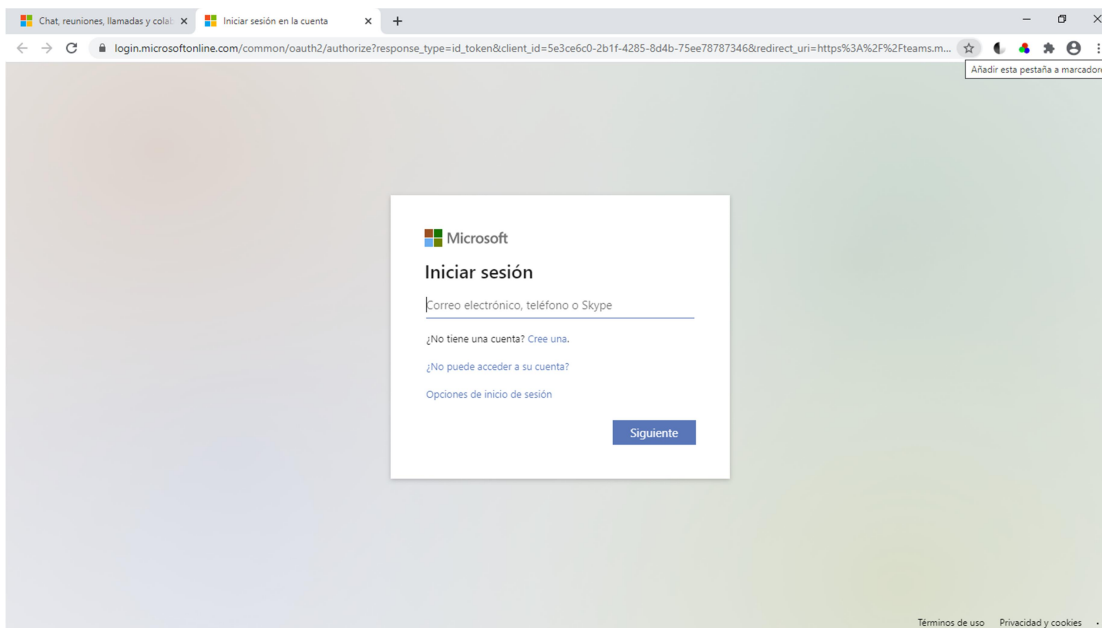 Chat, reuniones, llamadas y colab
Iniciar sesión en la cuenta
login.microsoftonline.com/common/oauth2/authorize?response_type=id_token&client_id=5e3ce6c0-2b1f-4285-8d4b-75ee78787346&redirect_uri=https%3A%2F%2Fteams.m...
Añadir esta pestaña a marcadore
Microsoft
Iniciar sesión
Correo electrónico, teléfono o Skype
¿No tiene una cuenta? Cree una.
¿No puede acceder a su cuenta?
Opciones de inicio de sesión
Siguiente
Términos de uso Privacidad y cookies